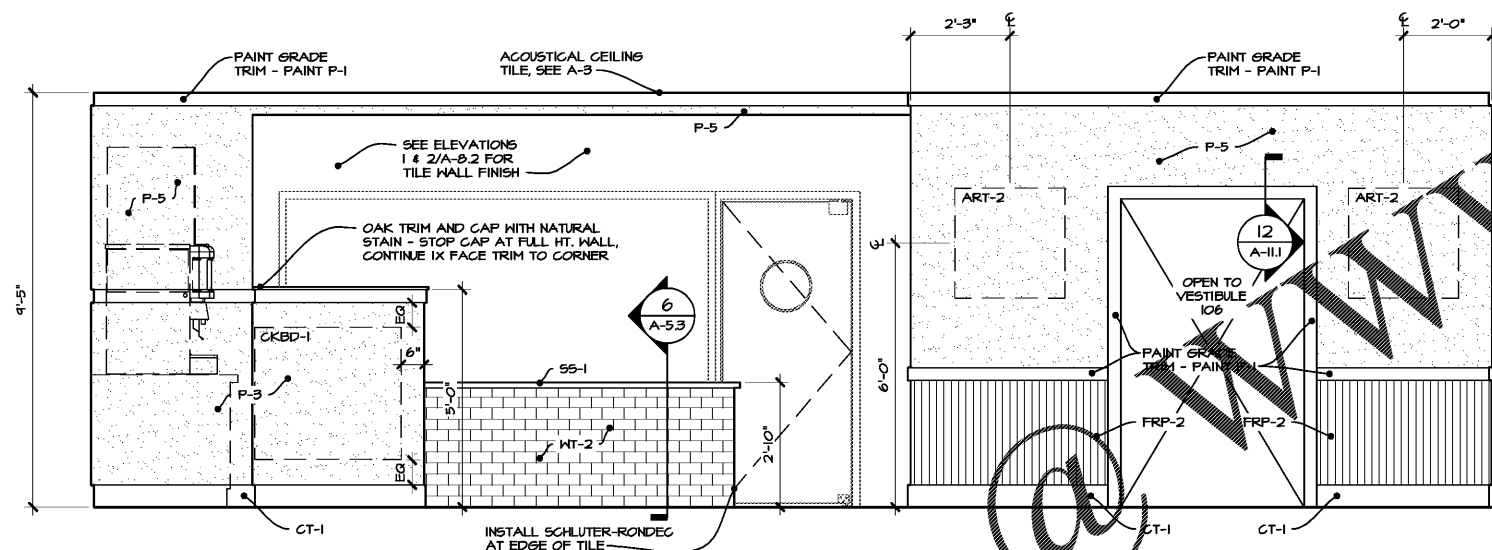 2'-3"
℄
℄
2'-0"
PAINT GRADE
TRIM - PAINT P-1
ACOUSTICAL CEILING
TILE, SEE A-3
PAINT GRADE
TRIM - PAINT P-1
P-5
SEE ELEVATIONS
1 & 2/A-8.2 FOR
TILE WALL FINISH
P-5
P-5
ART-2
ART-2
OAK TRIM AND CAP WITH NATURAL
STAIN - STOP CAP AT FULL HT. WALL,
CONTINUE 1X FACE TRIM TO CORNER
℄
12
A-11.1
9'-5"
OPEN TO
VESTIBULE
106
6
A-5.3
EQ
CKBD-1
6"
PAINT GRADE
TRIM - PAINT P-1
SS-1
5'-0"
6'-0"
P-3
FRP-2
FRP-2
WT-2
2'-10"
EQ
CT-1
CT-1
CT-1
INSTALL SCHLUTER-RONDEC
AT EDGE OF TILE
@WWW